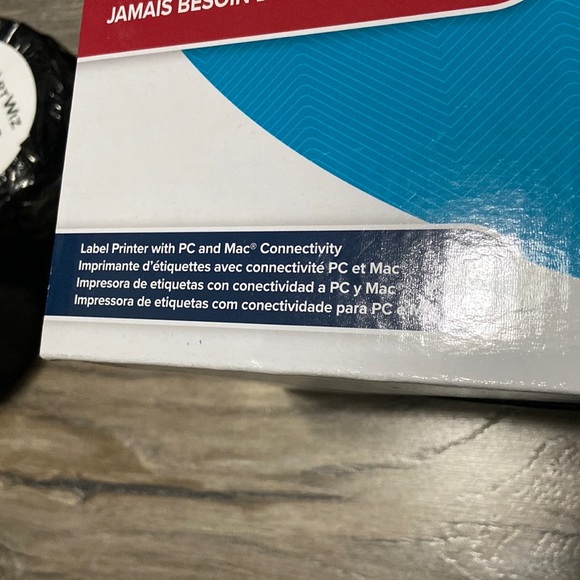 JAMAIS BESOIN
RTWIZ
Label Printer with PC and Mac® Connectivity
Imprimante d'étiquettes avec connectivité PC et Mac
Impresora de etiquetas con conectividad a PC y Mac
Impressora de etiquetas com conectividade para PC e